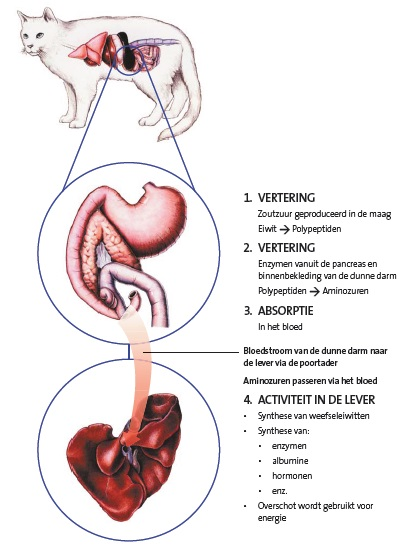 1. VERTERING
Zoutzuur geproduceerd in de maag
Eiwit → Polypeptiden
2. VERTERING
Enzymen vanuit de pancreas en
binnenbekleding van de dunne darm
Polypeptiden → Aminozuren
3. ABSORPTIE
In het bloed
Bloedstroom van de dunne darm naar
de lever via de poortader
Aminozuren passeren via het bloed
4. ACTIVITEIT IN DE LEVER
• Synthese van weefseleiwitten
• Synthese van:
• enzymen
• albumine
• hormonen
• enz.
• Overschot wordt gebruikt voor
energie